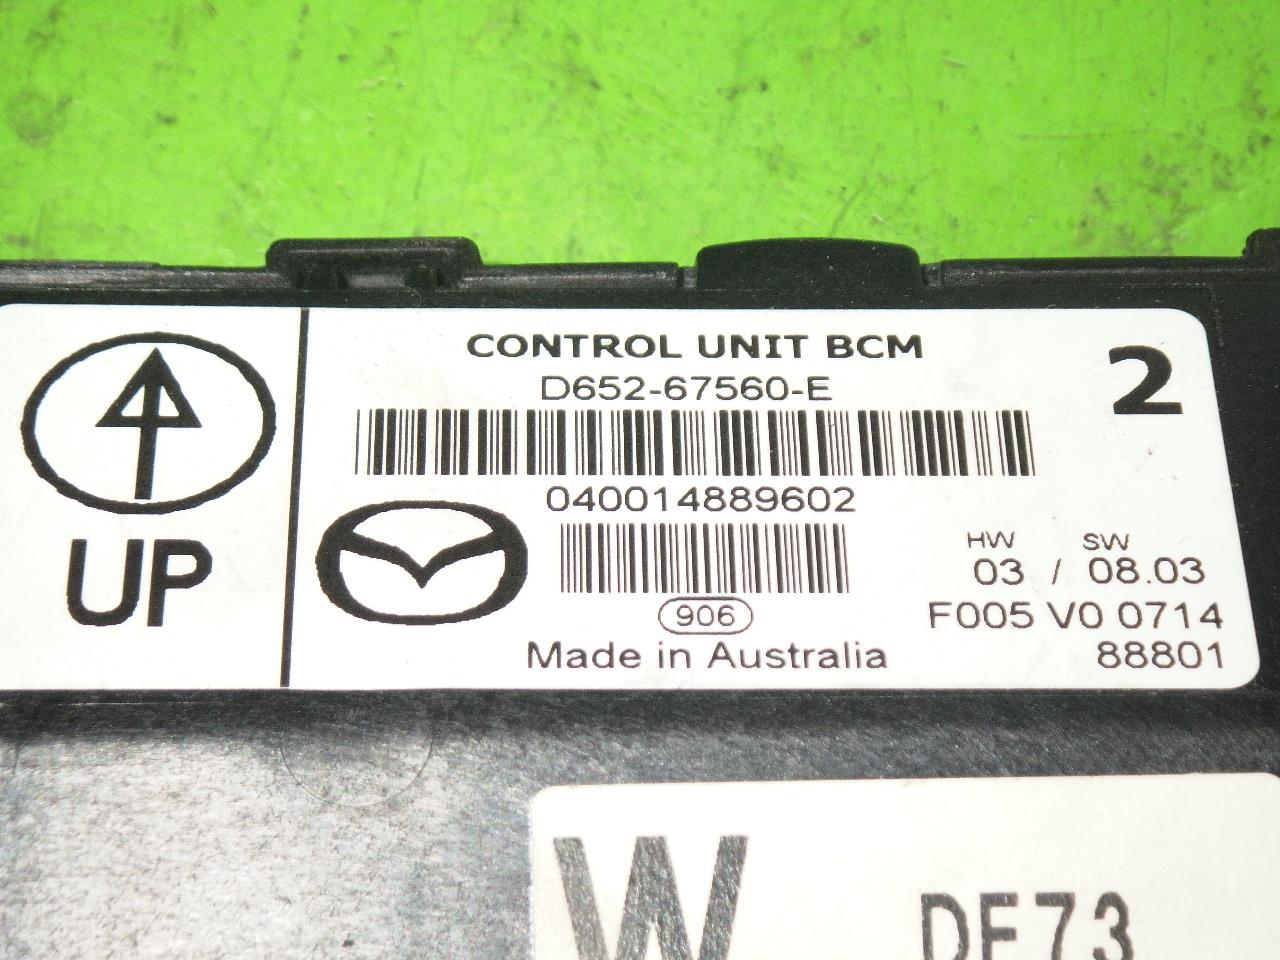 UP
CONTROL UNIT BCM
D652-67560-E
2
040014889602
HW SW
03 / 08.03
906
F005 V0 0714
Made in Australia
88801
W
DF73